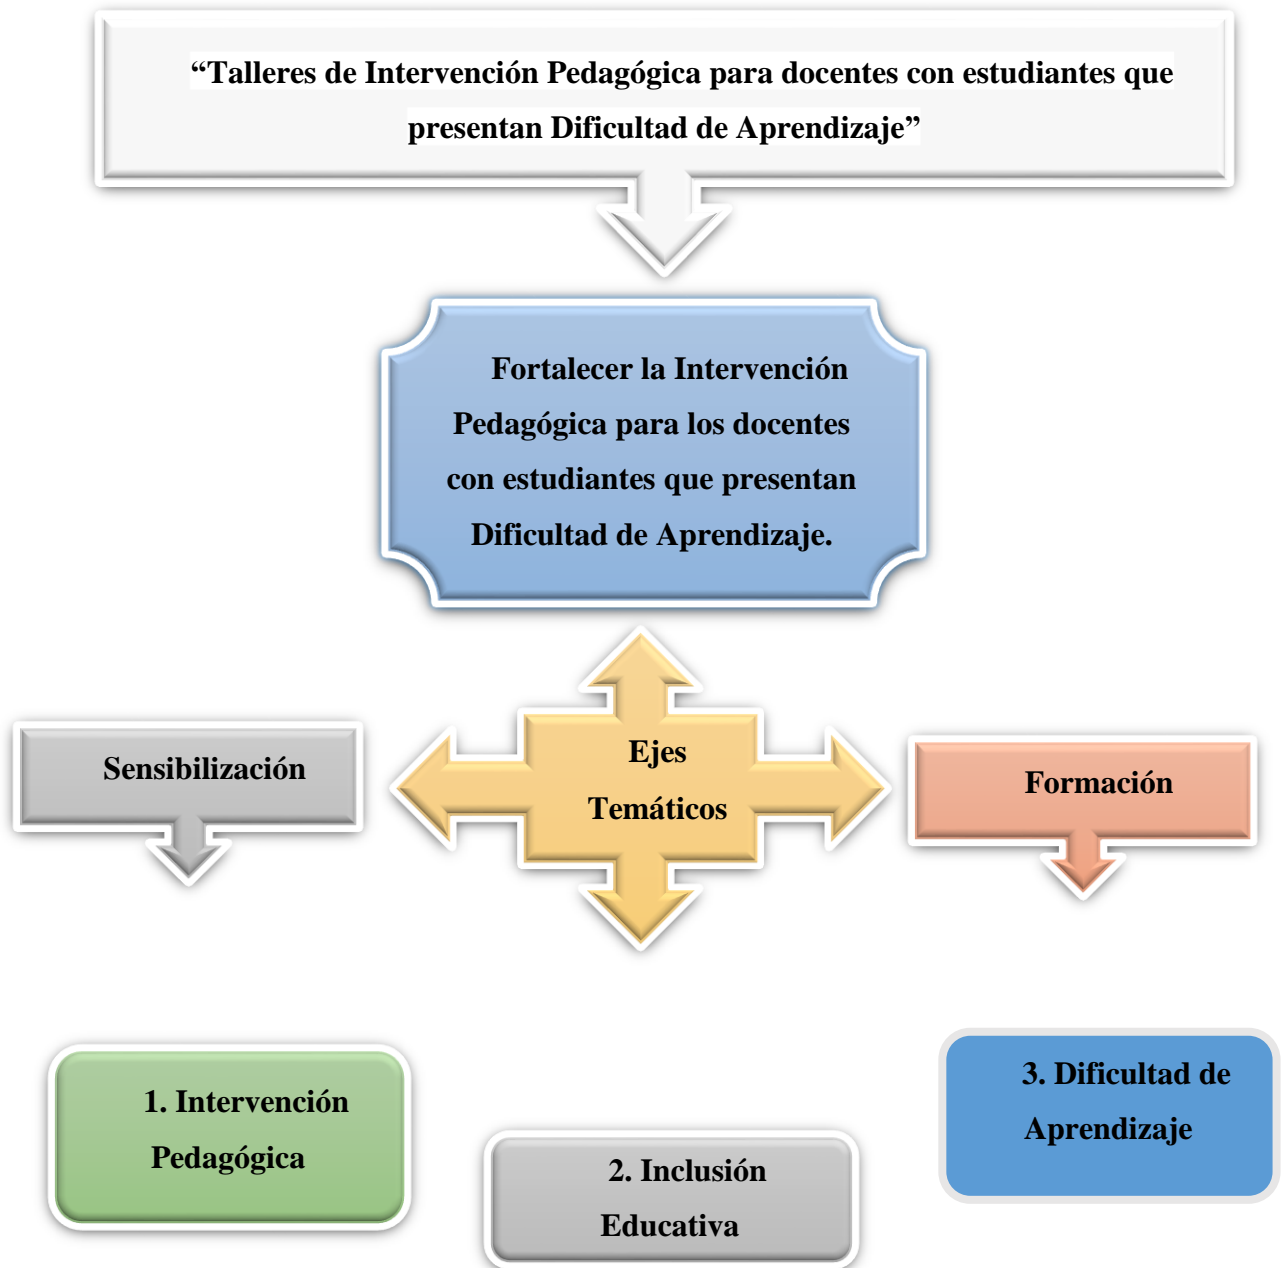 “Talleres de Intervención Pedagógica para docentes con estudiantes que
presentan Dificultad de Aprendizaje”
Fortalecer la Intervención
Pedagógica para los docentes
con estudiantes que presentan
Dificultad de Aprendizaje.
Sensibilización
Ejes
Temáticos
Formación
1. Intervención
Pedagógica
2. Inclusión
Educativa
3. Dificultad de
Aprendizaje